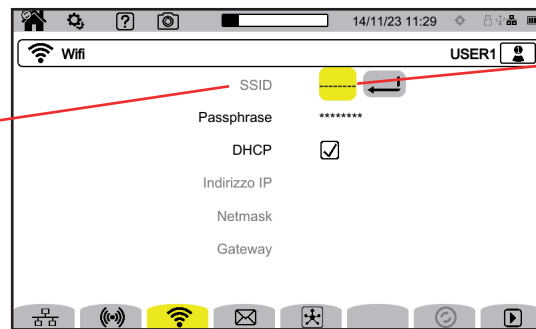 14/11/23 11:29
Wifi USER1
SSID -------
Passphrase ********
DHCP
Indirizzo IP
Netmask
Gateway